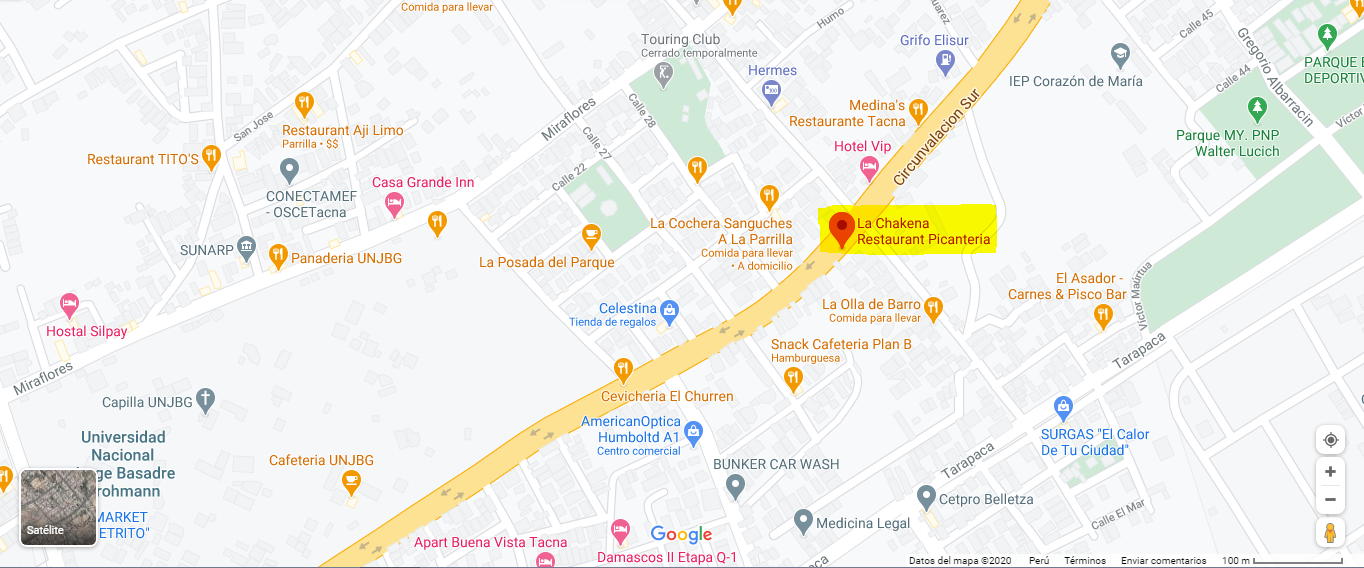 Comida para llevar
Humo
Calle 45
Touring Club
Cerrado temporalmente
Grifo Elisur
Gregorio Albarracin
PARQUE E
DEPORTIV
IEP Corazón de María
Hermes
Calle 44
Medina's
Restaurante Tacna
Circunvalacion Sur
San Jose
Restaurant Aji Limo
Parrilla • $$
Miraflores
Calle 28
Calle 27
Calle 22
Parque MY. PNP
Walter Lucich
Victor
Restaurant TITO'S
Hotel Vip
CONECTAMEF
- OSCETacna
Casa Grande Inn
La Cochera Sanguches
A La Parrilla
Comida para llevar
• A domicilio
La Chakena
Restaurant Picanteria
SUNARP
Panaderia UNJBG
La Posada del Parque
El Asador -
Carnes & Pisco Bar
Victor Maúrtua
Hostal Silpay
Celestina
Tienda de regalos
La Olla de Barro
Comida para llevar
Snack Cafeteria Plan B
Hamburguesa
Tarapaca
Miraflores
Capilla UNJBG
Cevicheria El Churren
AmericanOptica
Humboltd A1
Centro comercial
SURGAS "El Calor
De Tu Ciudad"
Universidad
Nacional
rge Basadre
rohmann
Cafeteria UNJBG
BUNKER CAR WASH
Tarapaca
Cetpro Belletza
Calle El Mar
MARKET
ETRITO"
Satélite
Medicina Legal
Google
Apart Buena Vista Tacna
Damascos II Etapa Q-1
Datos del mapa ©2020 Perú Términos Enviar comentarios 100 m